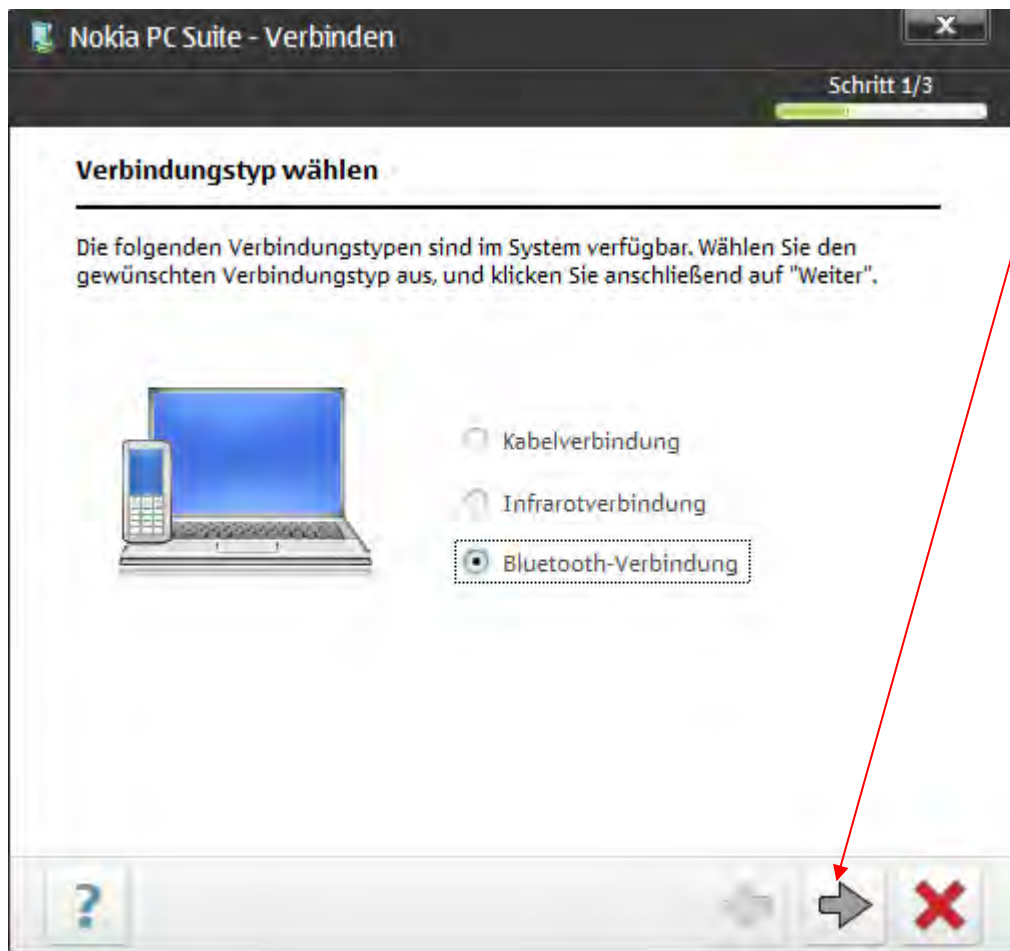 Nokia PC Suite - Verbinden
Schritt 1/3
Verbindungstyp wählen
Die folgenden Verbindungstypen sind im System verfügbar. Wählen Sie den
gewünschten Verbindungstyp aus, und klicken Sie anschließend auf "Weiter".
Kabelverbindung
Infrarotverbindung
Bluetooth-Verbindung
?